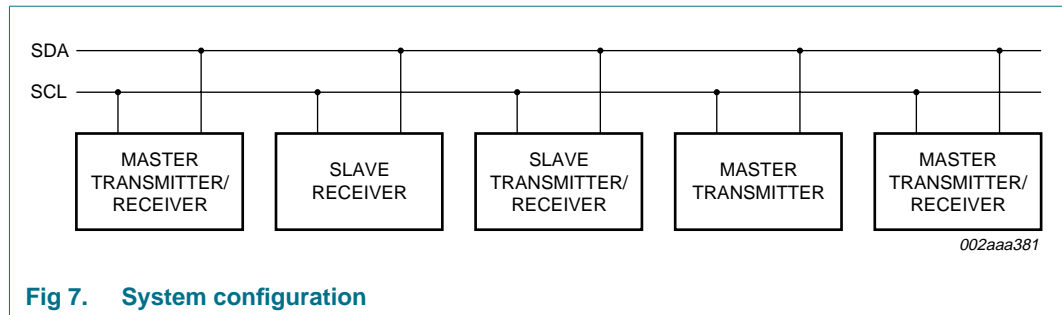 SDA
SCL
MASTER
TRANSMITTER/
RECEIVER
SLAVE
RECEIVER
SLAVE
TRANSMITTER/
RECEIVER
MASTER
TRANSMITTER
MASTER
TRANSMITTER/
RECEIVER
002aaa381
Fig 7. System configuration